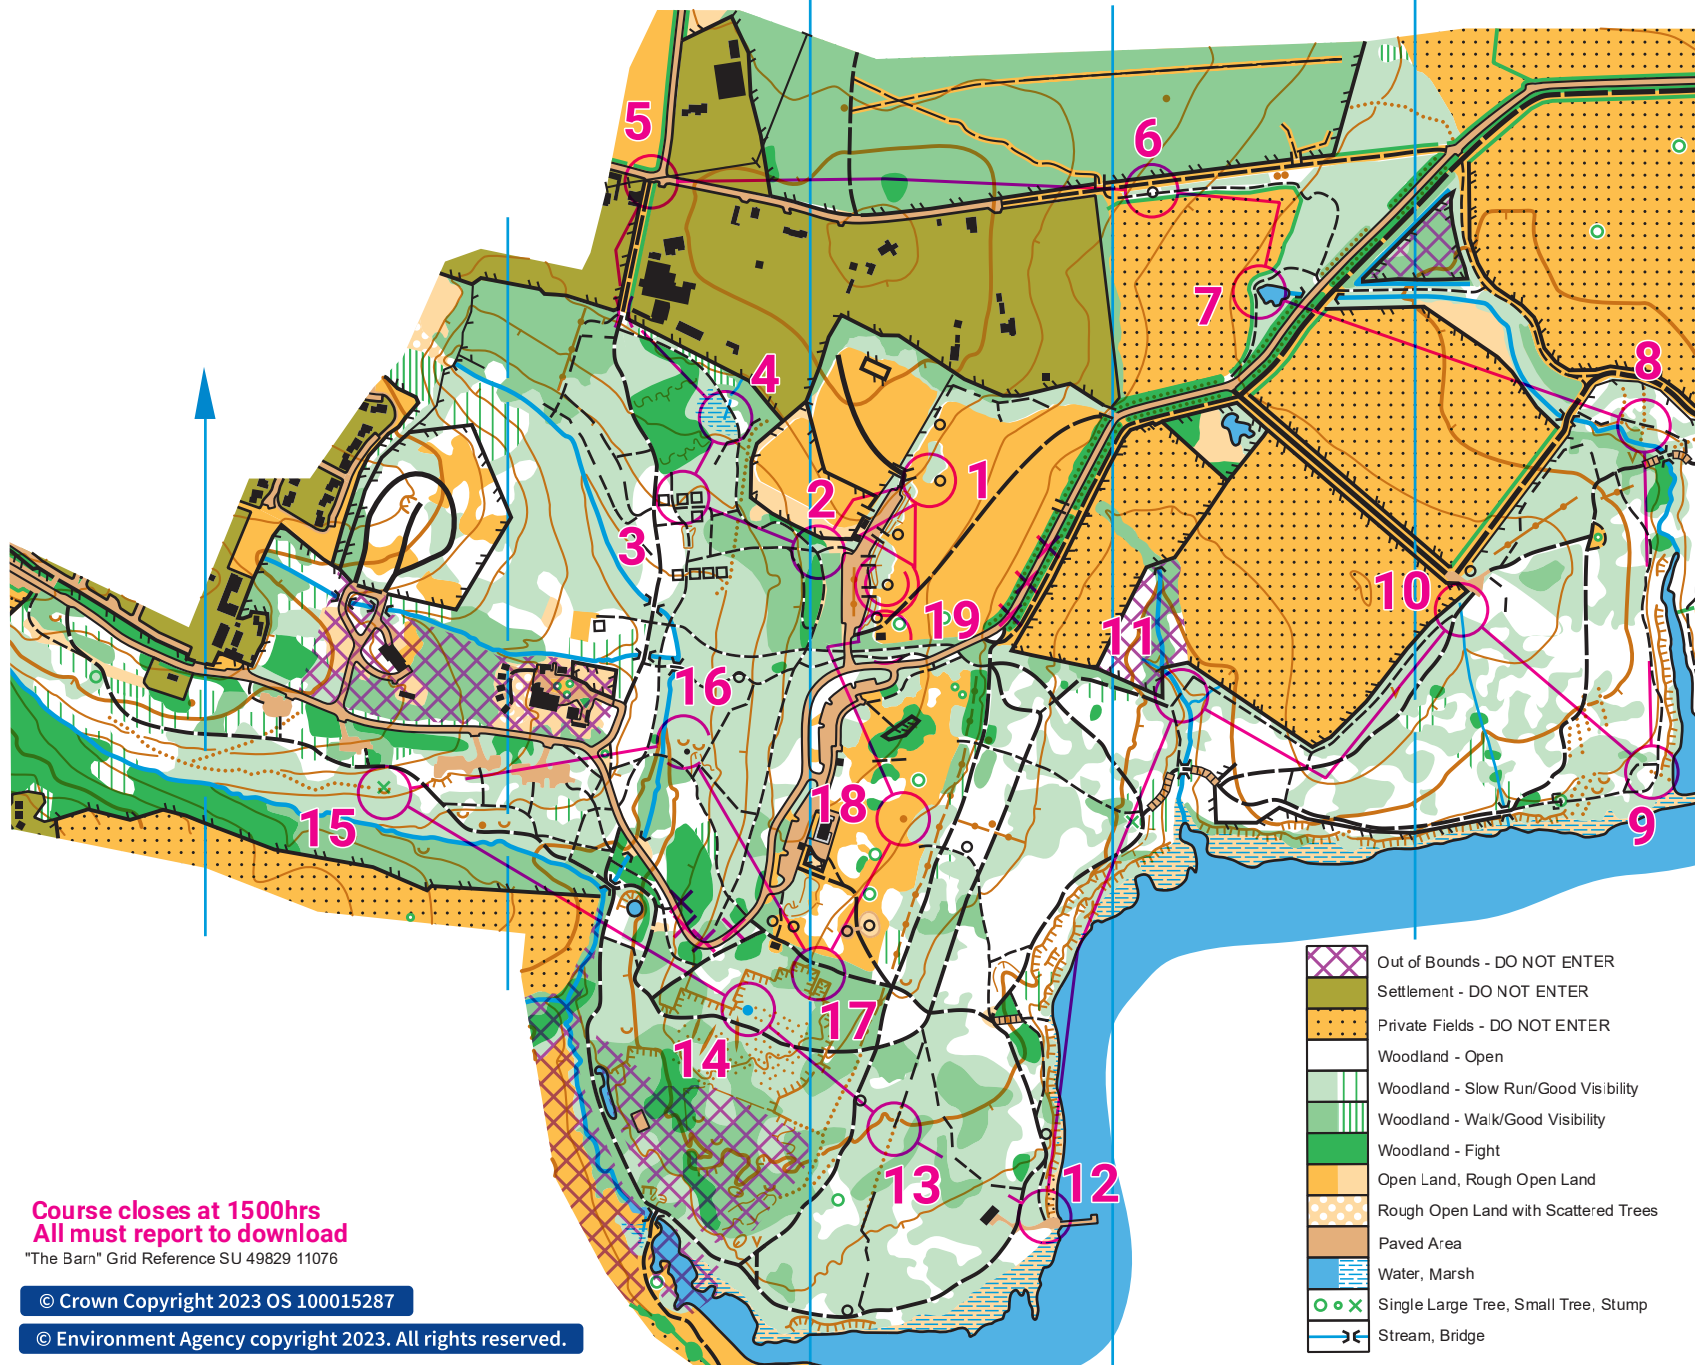 5
6
7
8
4
1
2
3
10
19
11
16
18
15
9
Out of Bounds - DO NOT ENTER
Settlement - DO NOT ENTER
Private Fields - DO NOT ENTER
Woodland - Open
Woodland - Slow Run/Good Visibility
Woodland - Walk/Good Visibility
Woodland - Fight
Open Land, Rough Open Land
Rough Open Land with Scattered Trees
Paved Area
Water, Marsh
Single Large Tree, Small Tree, Stump
Stream, Bridge
17
14
13
12
Course closes at 1500hrs
All must report to download
"The Barn" Grid Reference SU 49829 11076
© Crown Copyright 2023 OS 100015287
© Environment Agency copyright 2023. All rights reserved.